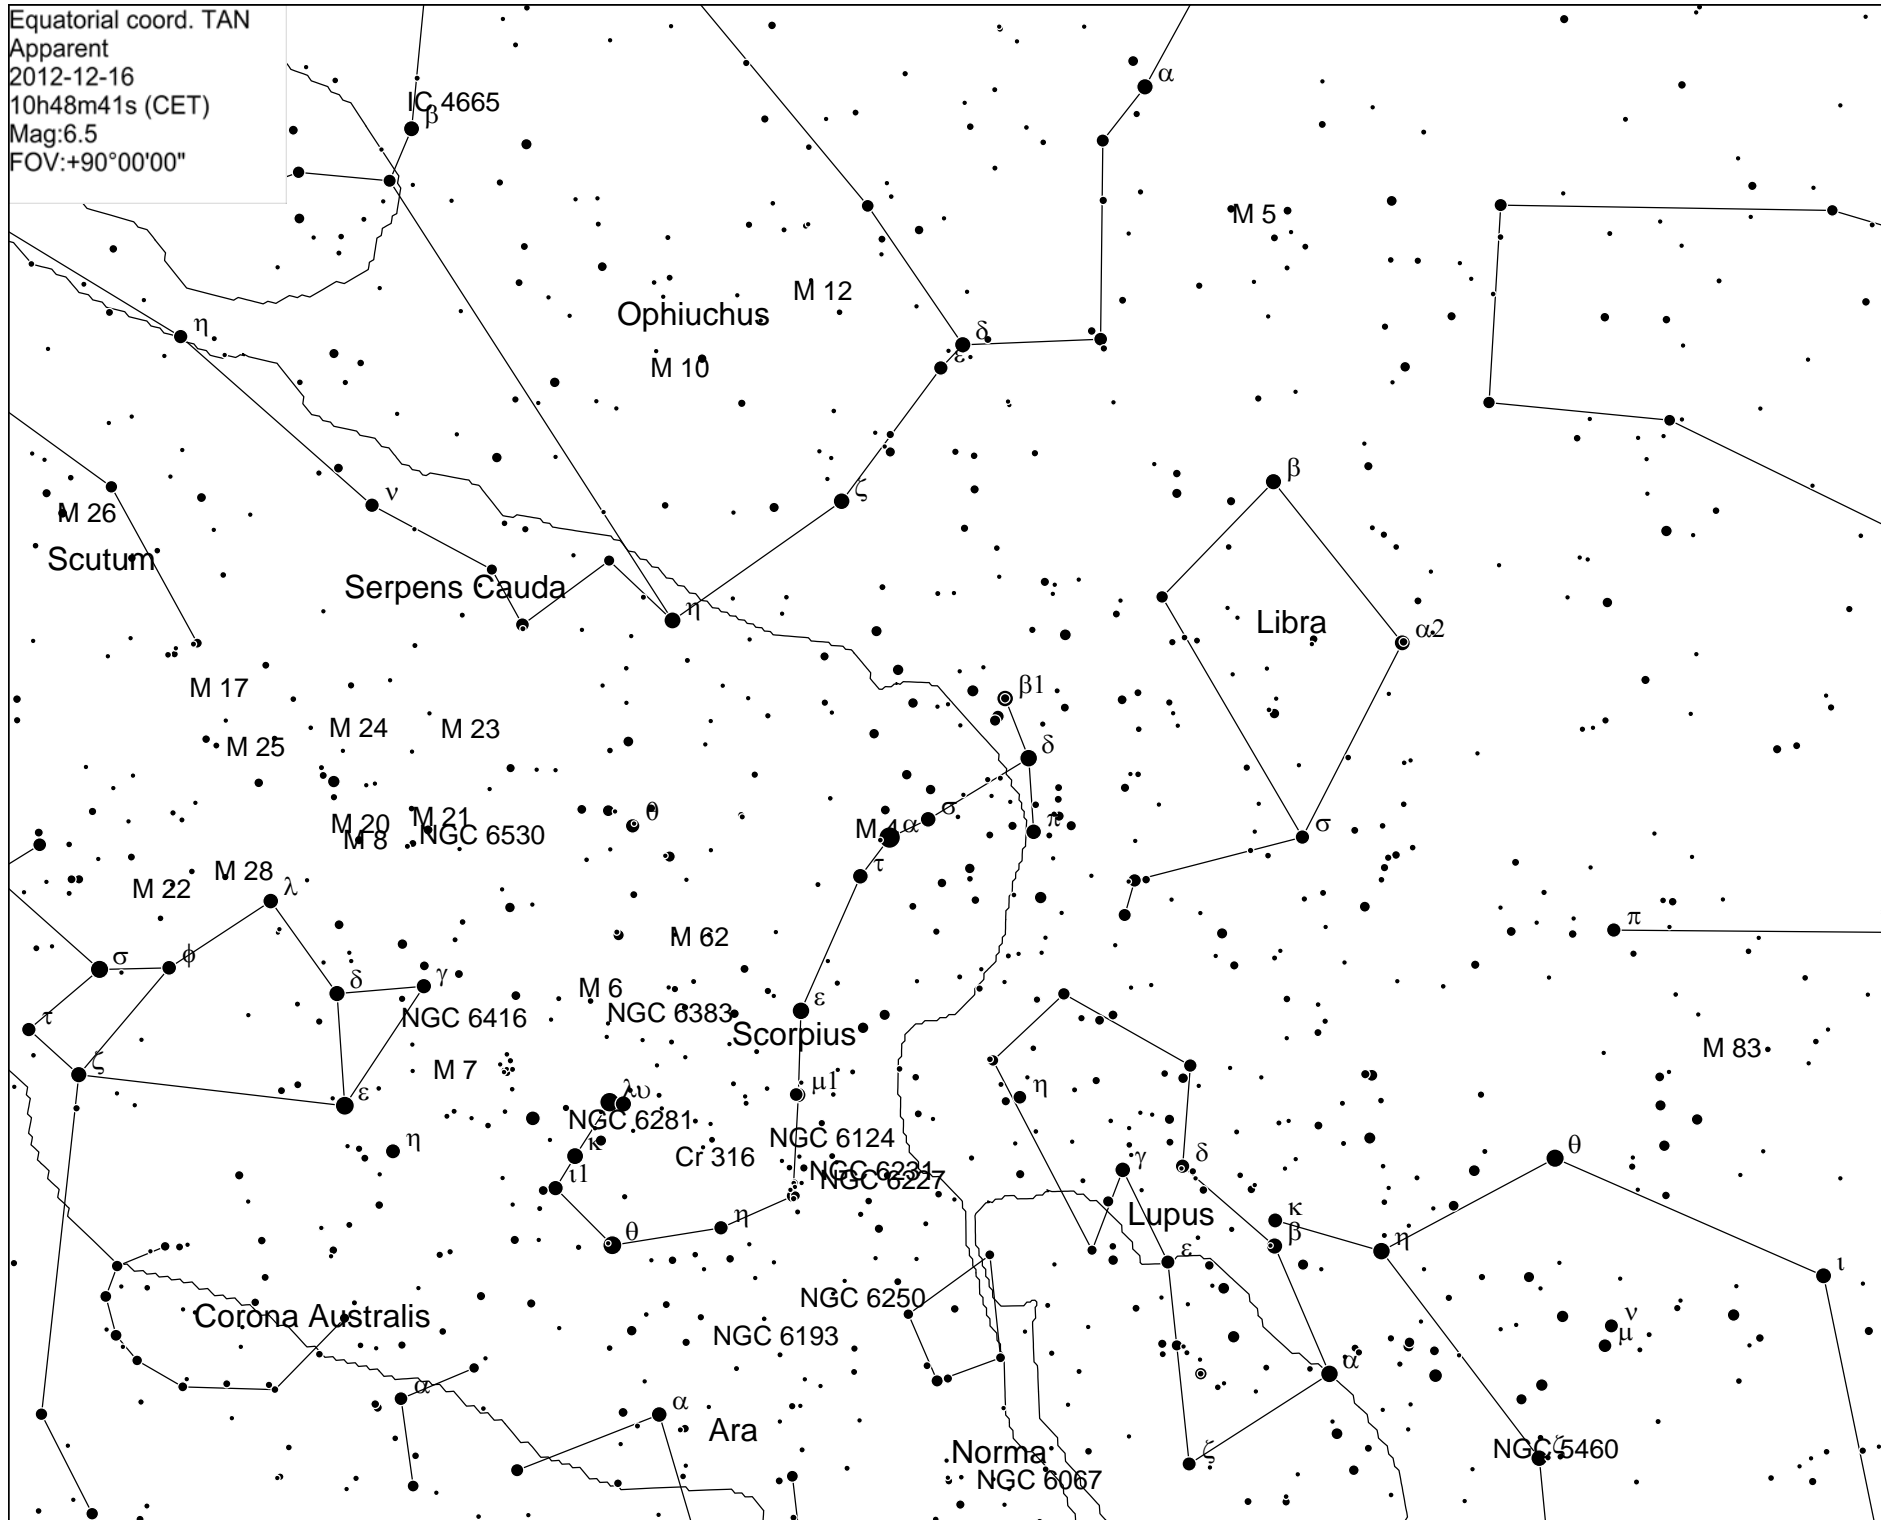 Equatorial coord. TAN
Apparent
2012-12-16
10h48m41s (CET)
Mag:6.5
FOV:+90°00'00"
α
IC 4665
β
M 5
M 12
Ophiuchus
η
δ
ε
M 10
β
ν
ζ
M 26
Scutum
Serpens Cauda
η
Libra
α2
M 17
β1
M 24
M 23
M 25
δ
M 20
M 21
θ
σ
M 8
NGC 6530
M 4
α
π
σ
τ
M 28
M 22
λ
π
M 62
σ
ϕ
δ
γ
M 6
ε
NGC 6416
NGC 6383
τ
Scorpius
M 83
ζ
M 7
ε
λ
υ
μ1
η
NGC 6281
κ
η
Cr 316
NGC 6124
NGC 6231
NGC 6227
γ
δ
θ
ι1
Lupus
κ
θ
η
β
η
ε
ι
NGC 6250
Corona Australis
NGC 6193
ν
μ
α
α
α
Ara
Norma
NGC 6067
ζ
NGC 5460
ζ